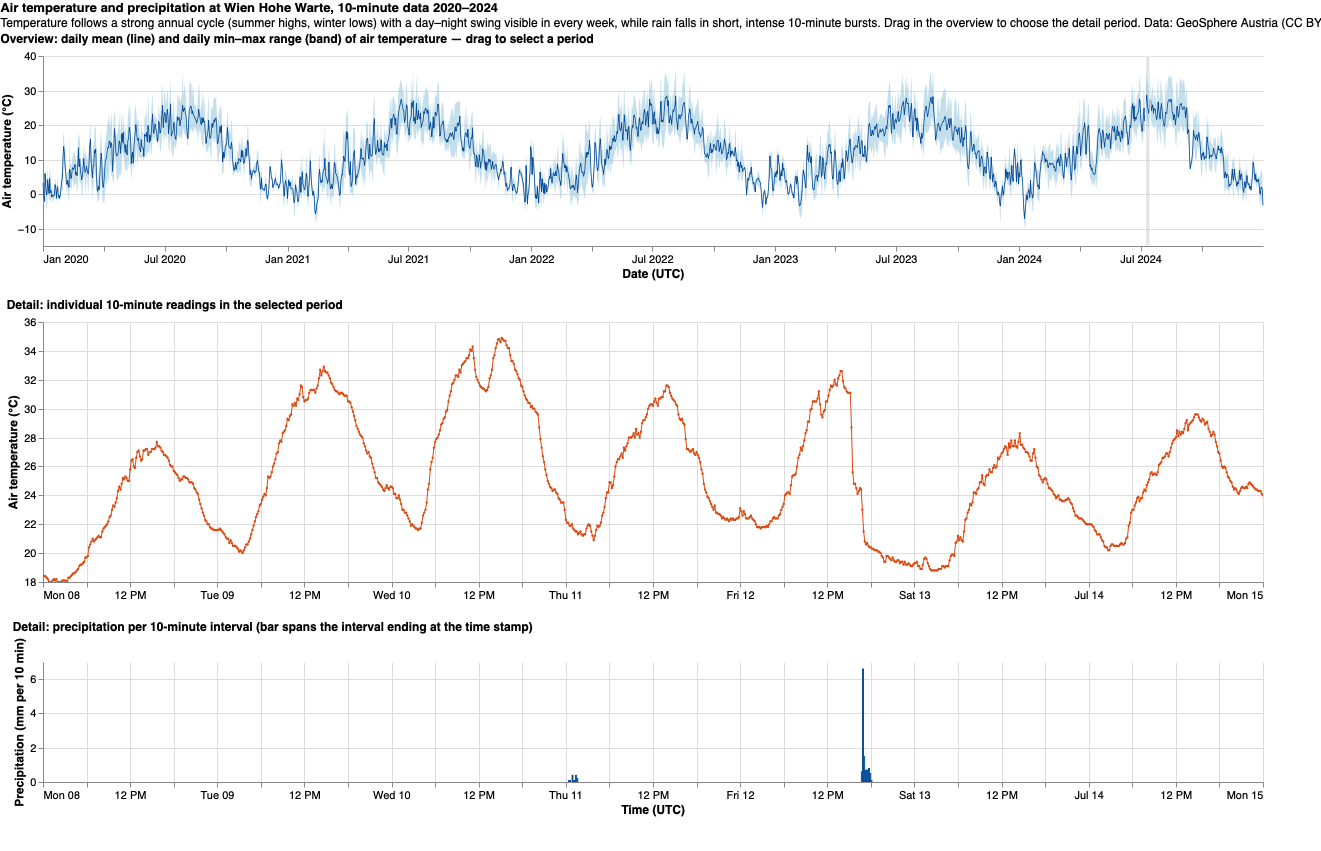 Air temperature and precipitation at Wien Hohe Warte, 10-minute data 2020–2024
Temperature follows a strong annual cycle (summer highs, winter lows) with a day–night swing visible in every week, while rain falls in short, intense 10-minute bursts. Drag in the overview to choose the detail period. Data: GeoSphere Austria (CC BY
Overview: daily mean (line) and daily min–max range (band) of air temperature — drag to select a period
Air temperature (°C)
40
30
20
10
0
−10
Jan 2020 Jul 2020 Jan 2021 Jul 2021 Jan 2022 Jul 2022 Jan 2023 Jul 2023 Jan 2024 Jul 2024
Date (UTC)
Detail: individual 10-minute readings in the selected period
Air temperature (°C)
36
34
32
30
28
26
24
22
20
18
Mon 08 12 PM Tue 09 12 PM Wed 10 12 PM Thu 11 12 PM Fri 12 12 PM Sat 13 12 PM Jul 14 12 PM Mon 15
Detail: precipitation per 10-minute interval (bar spans the interval ending at the time stamp)
Precipitation (mm per 10 min)
6
4
2
0
Mon 08 12 PM Tue 09 12 PM Wed 10 12 PM Thu 11 12 PM Fri 12 12 PM Sat 13 12 PM Jul 14 12 PM Mon 15
Time (UTC)